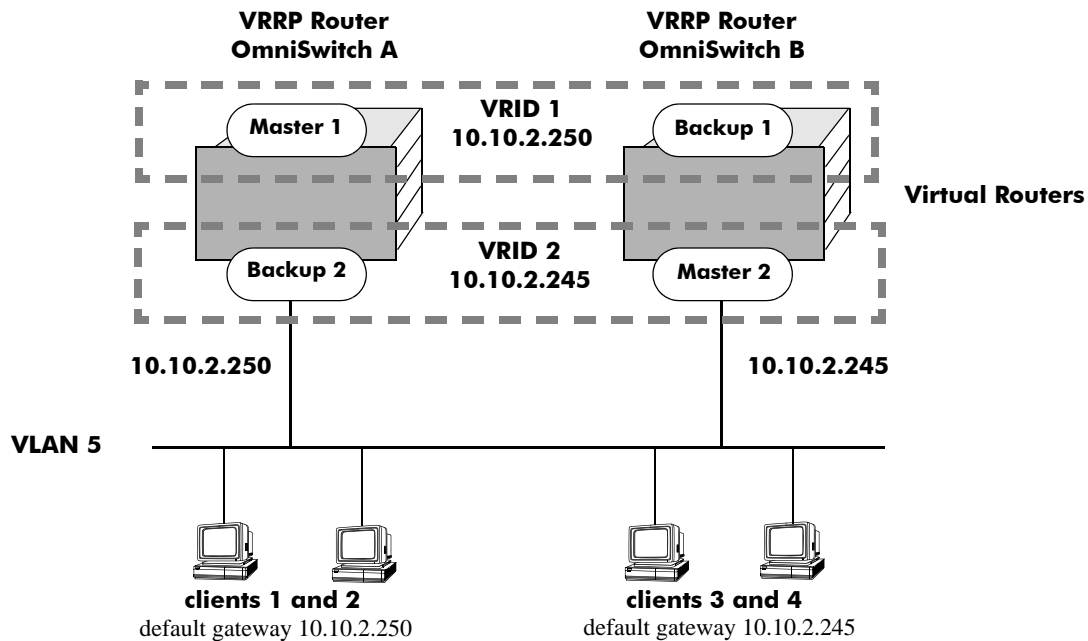 VRRP Router
OmniSwitch A
VRRP Router
OmniSwitch B
VRID 1
10.10.2.250
Master 1
Backup 1
Virtual Routers
VRID 2
10.10.2.245
Backup 2
Master 2
10.10.2.250
10.10.2.245
VLAN 5
clients 1 and 2
default gateway 10.10.2.250
clients 3 and 4
default gateway 10.10.2.245